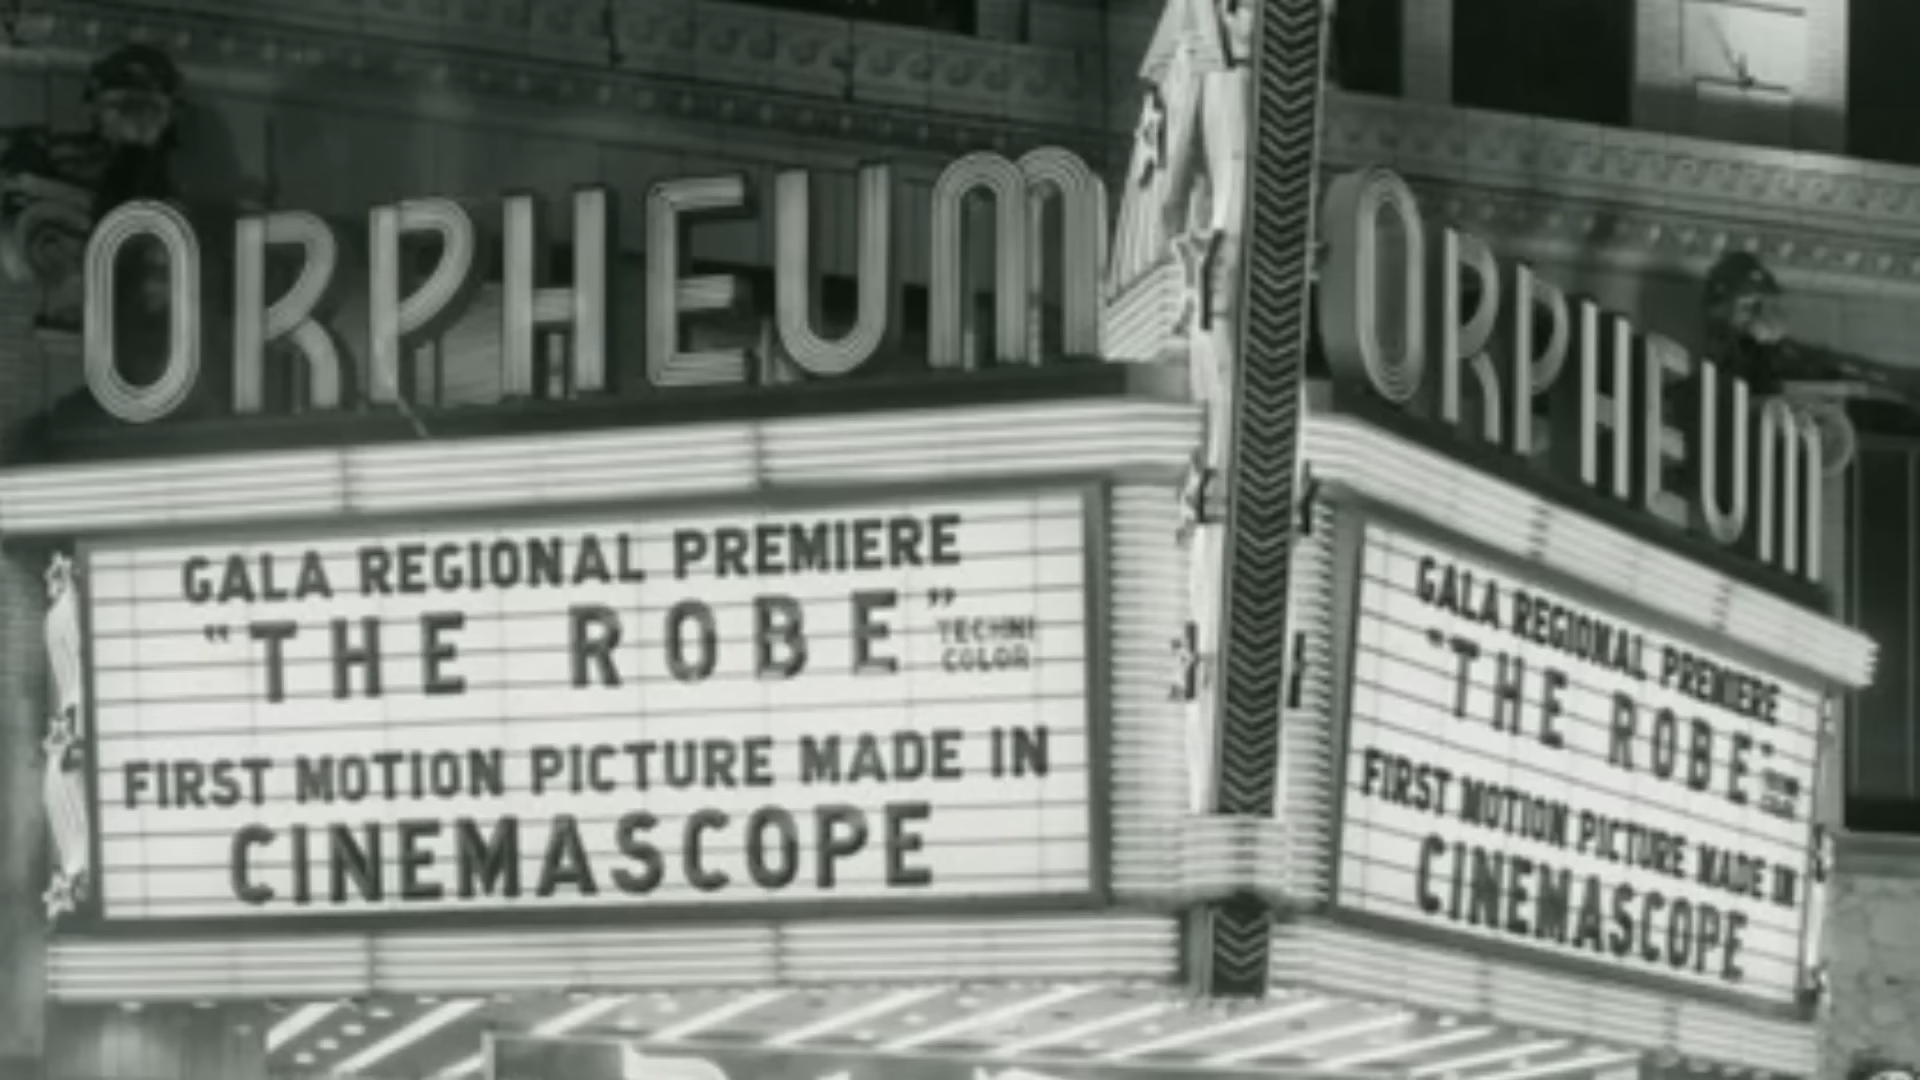 ORPHEUM
GALA REGIONAL PREMIERE
"THE ROBE" TECHNI
COLOR
FIRST MOTION PICTURE MADE IN
CINEMASCOPE
ORPHEUM
GALA REGIONAL PREMIERE
"THE ROBE"
FIRST MOTION PICTURE MADE IN
CINEMASCOPE